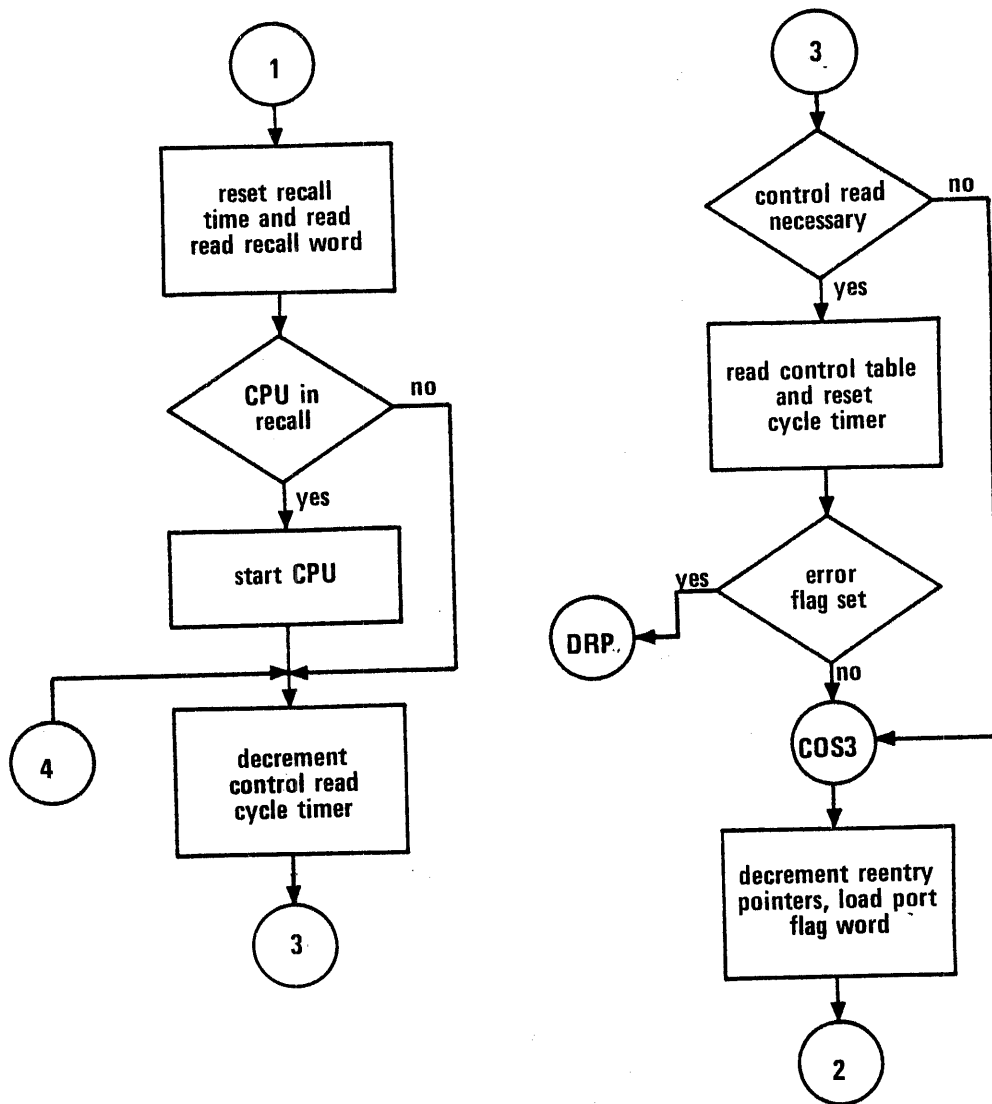 1
reset recall
time and read
read recall word
CPU in
recall
no
yes
start CPU
4
decrement
control read
cycle timer
3
3
control read
necessary
no
yes
read control table
and reset
cycle timer
error
flag set
yes
DRP
no
COS3
decrement reentry
pointers, load port
flag word
2